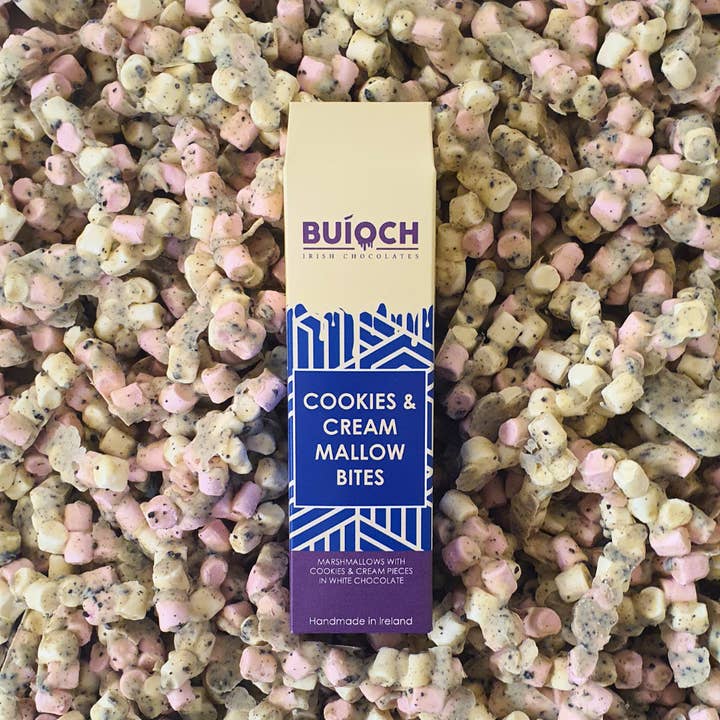 BUÍOCH
IRISH CHOCOLATES
COOKIES &
CREAM
MALLOW
BITES
MARSHMALLOWS WITH
COOKIES & CREAM PIECES
IN WHITE CHOCOLATE
Handmade in Ireland